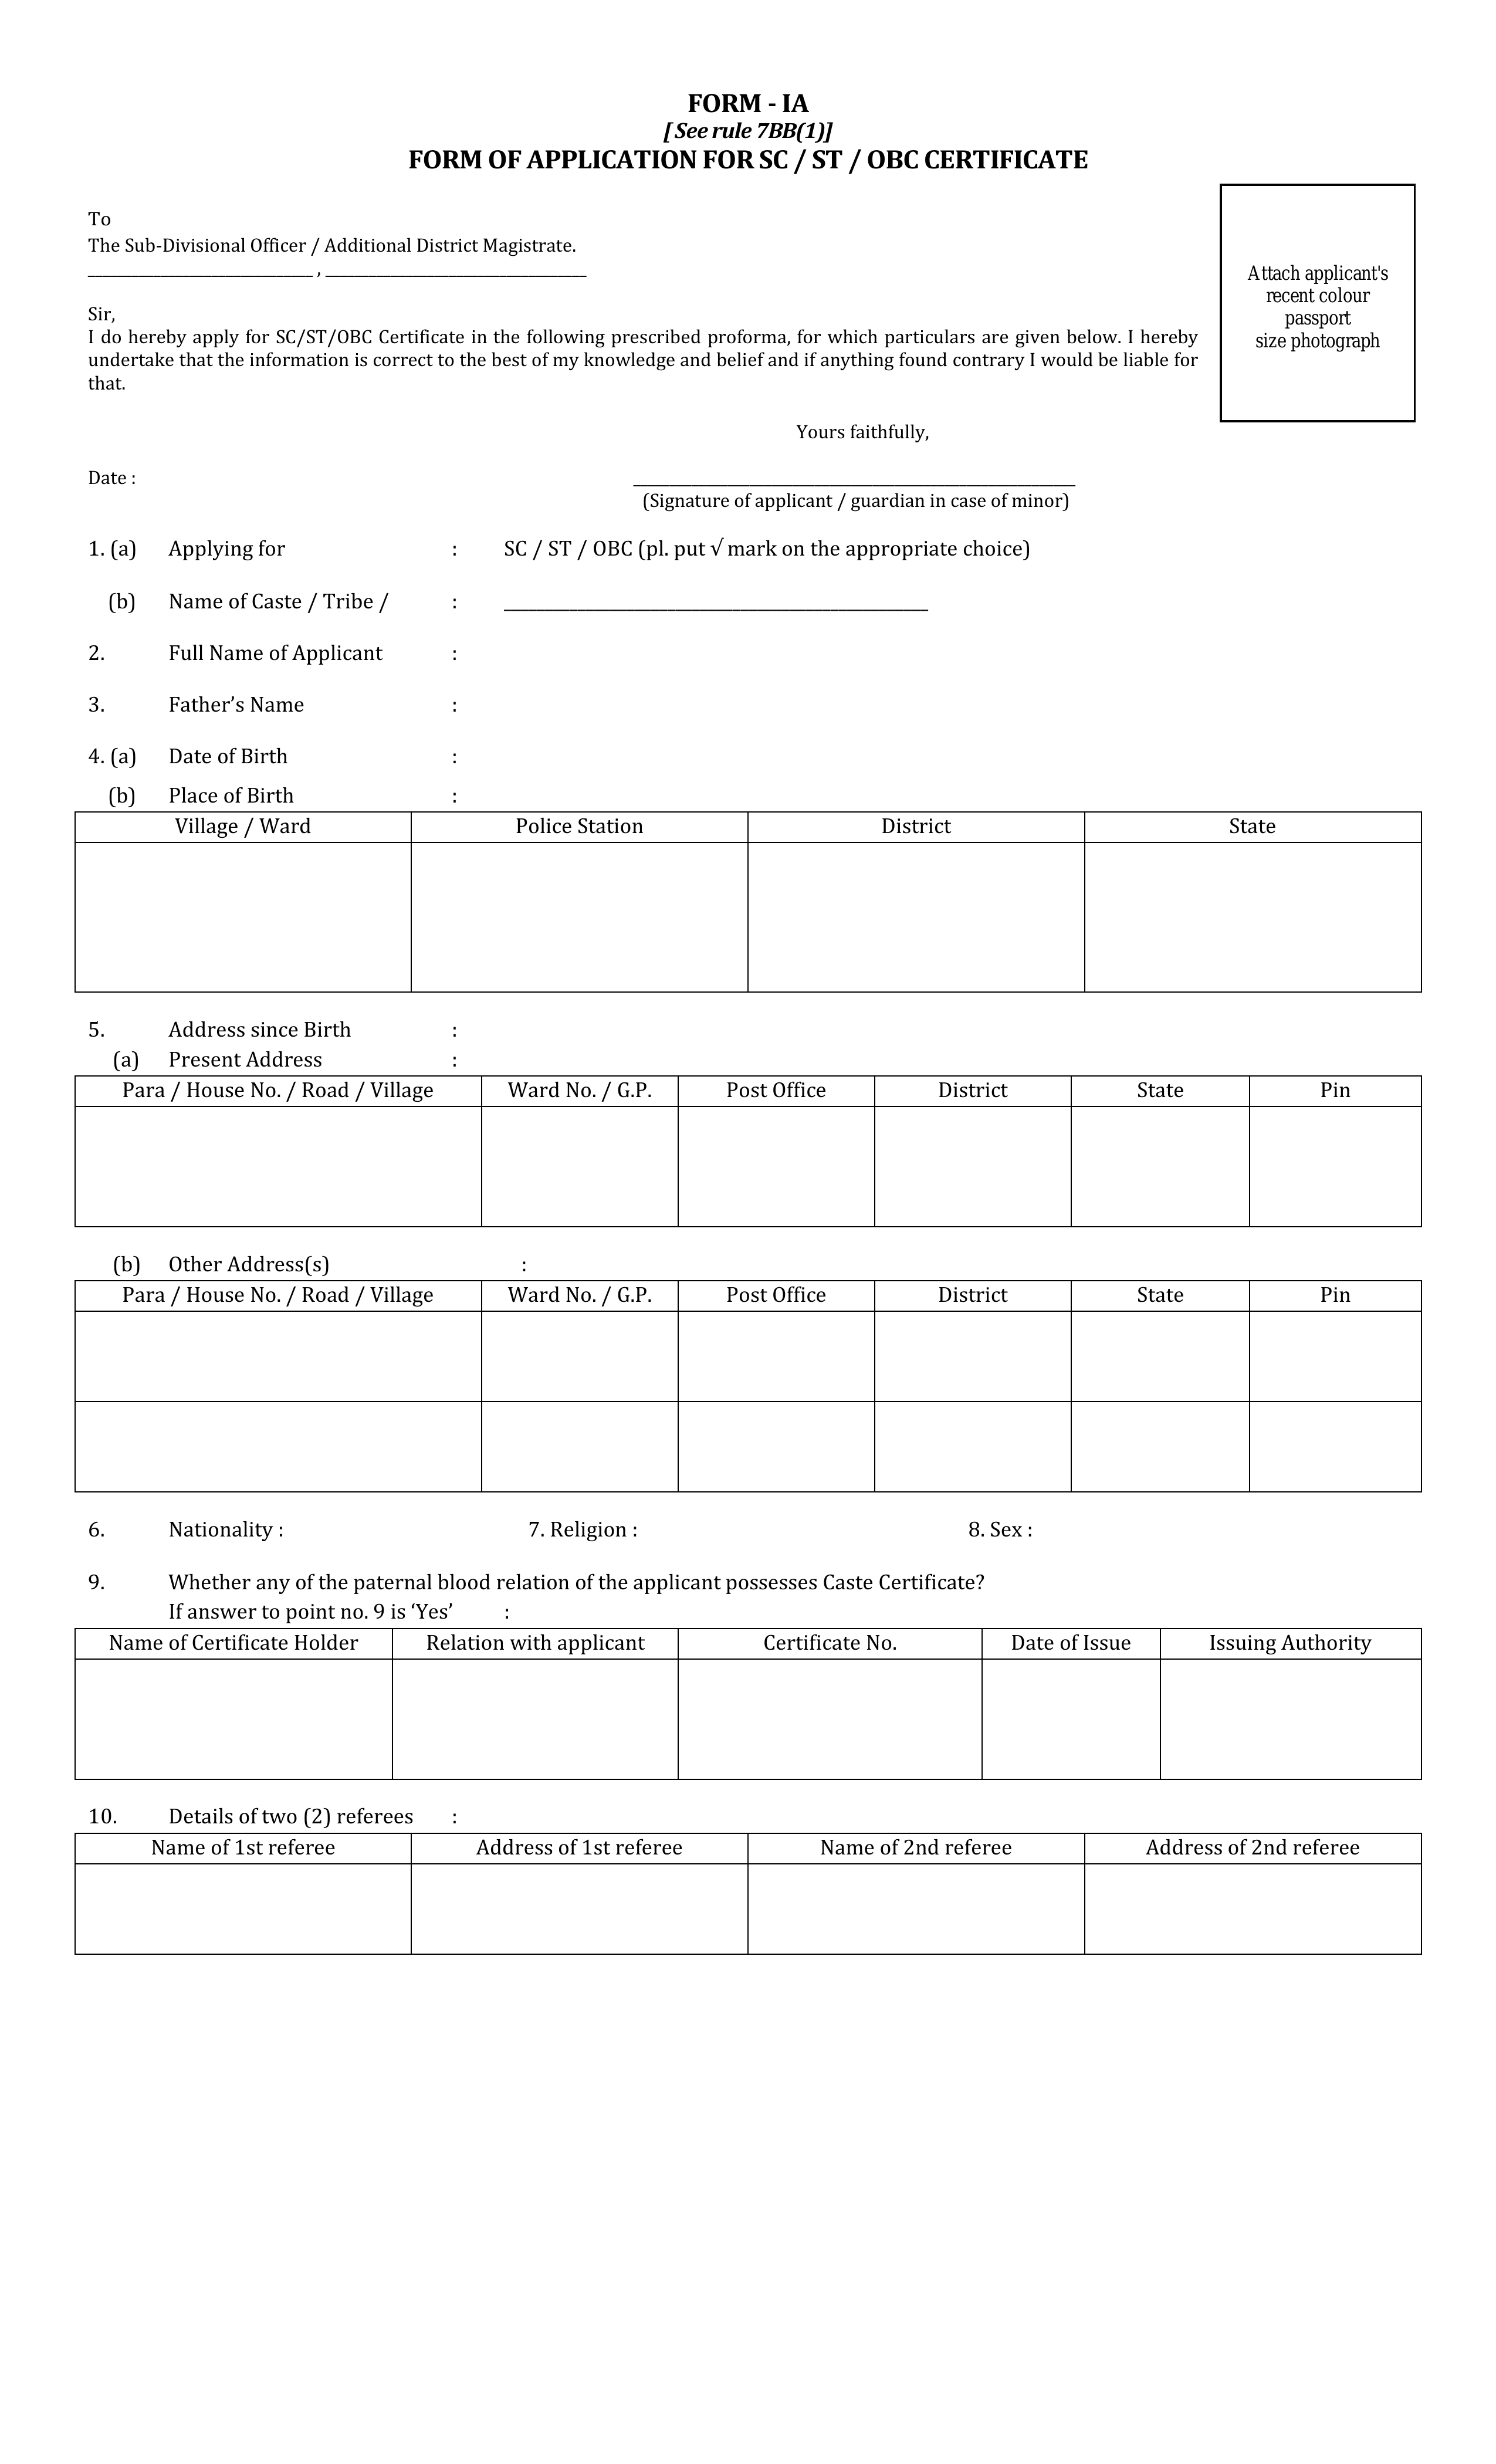 FORM - IA
[ See rule 7BB(1)]
FORM OF APPLICATION FOR SC / ST / OBC CERTIFICATE
To
The Sub-Divisional Officer / Additional District Magistrate.
_________________________ , _____________________________
Attach applicant's
recent colour
passport
size photograph
Sir,
I do hereby apply for SC/ST/OBC Certificate in the following prescribed proforma, for which particulars are given below. I hereby
undertake that the information is correct to the best of my knowledge and belief and if anything found contrary I would be liable for
that.
Yours faithfully,
Date : _________________________________________________
(Signature of applicant / guardian in case of minor)
1. (a) Applying for : SC / ST / OBC (pl. put √ mark on the appropriate choice)
(b) Name of Caste / Tribe / : ___________________________________________
2. Full Name of Applicant :
3. Father’s Name :
4. (a) Date of Birth :
(b) Place of Birth :
Village / Ward Police Station District State
5. Address since Birth :
(a) Present Address :
Para / House No. / Road / Village Ward No. / G.P. Post Office District State Pin
(b) Other Address(s) :
Para / House No. / Road / Village Ward No. / G.P. Post Office District State Pin
6. Nationality : 7. Religion : 8. Sex :
9. Whether any of the paternal blood relation of the applicant possesses Caste Certificate?
If answer to point no. 9 is ‘Yes’ :
Name of Certificate Holder Relation with applicant Certificate No. Date of Issue Issuing Authority
10. Details of two (2) referees :
Name of 1st referee Address of 1st referee Name of 2nd referee Address of 2nd referee